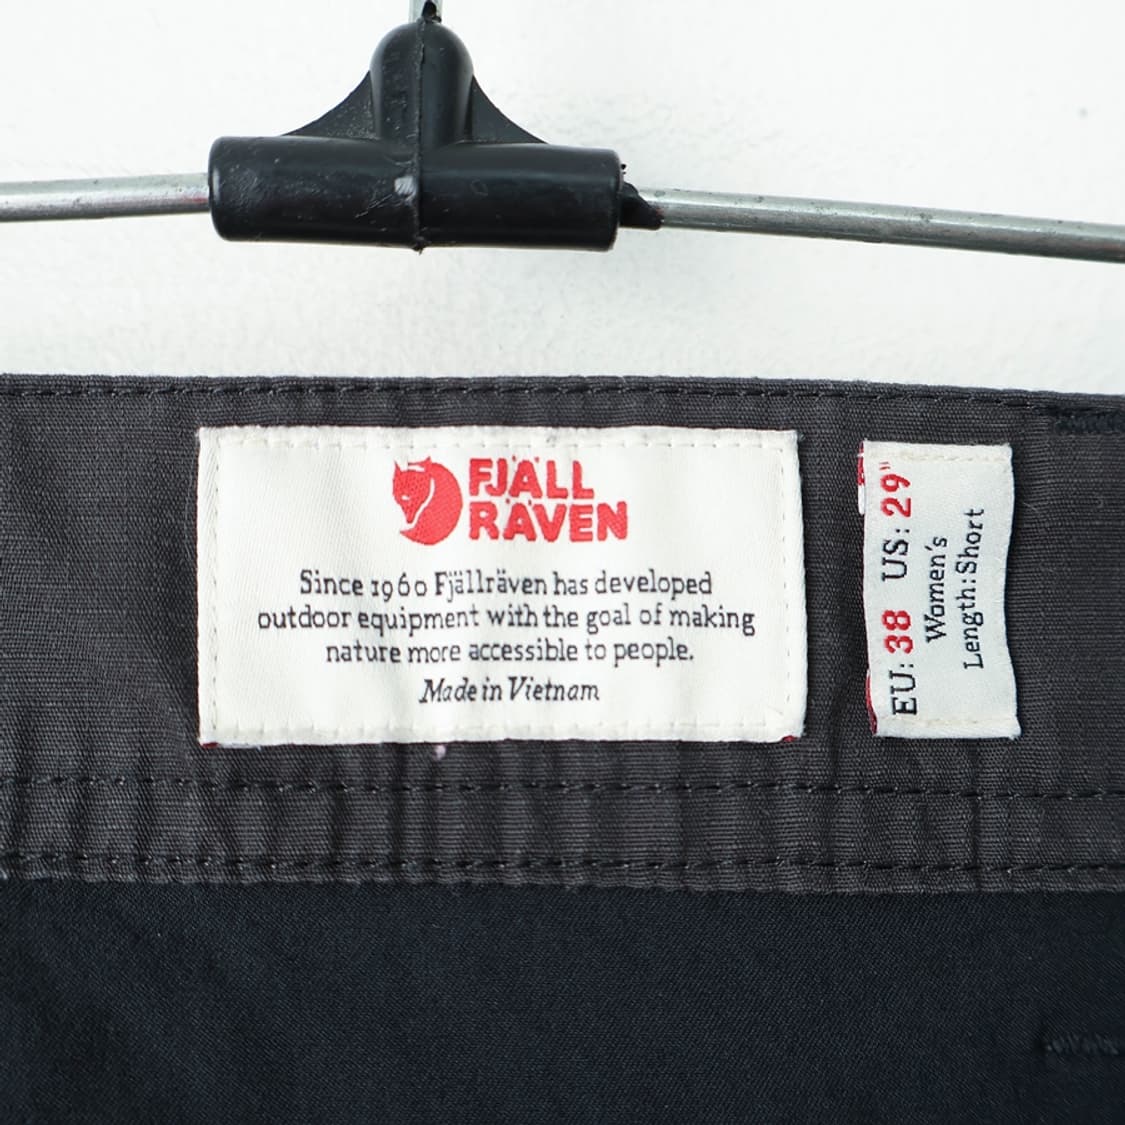 FJÄLL
RÄVEN
Since 1960 Fjällräven has developed
outdoor equipment with the goal of making
nature more accessible to people.
Made in Vietnam
EU: 38 US: 29"
Women's
Length: Short